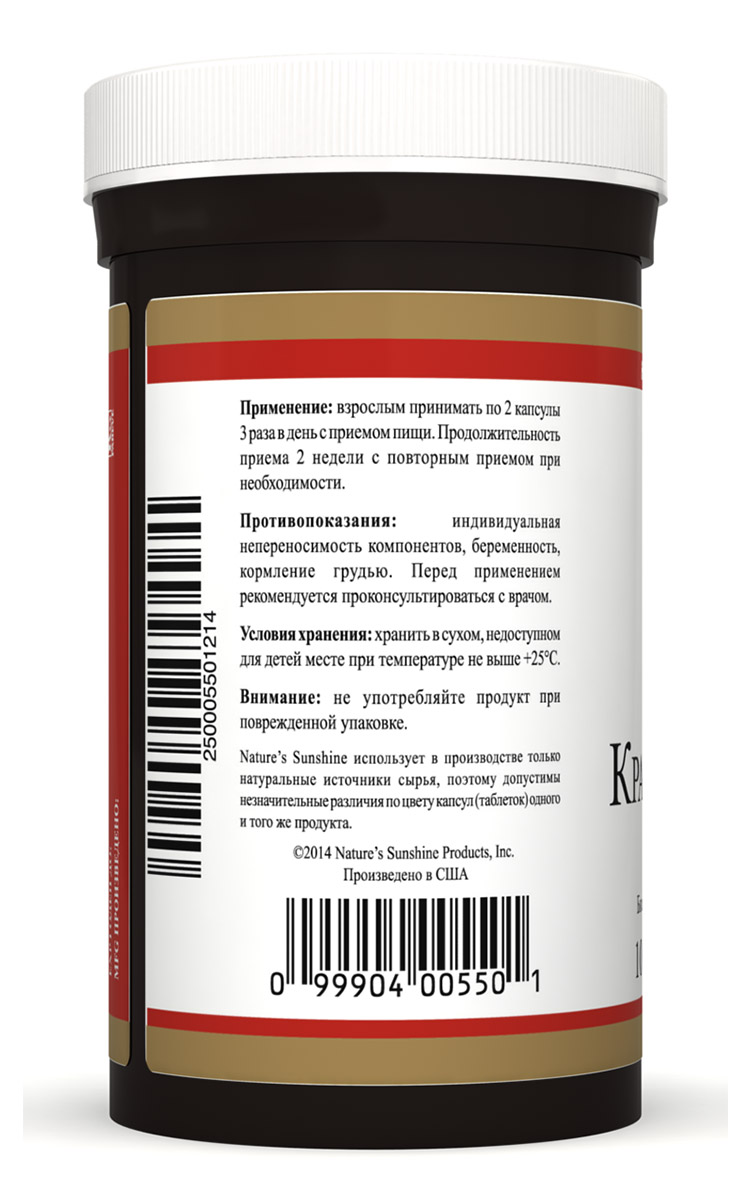 Применение: взрослым принимать по 2 капсулы
3 раза в день с приемом пищи. Продолжительность
приема 2 недели с повторным приемом при
необходимости.
Противопоказания: индивидуальная
непереносимость компонентов, беременность,
кормление грудью. Перед применением
рекомендуется проконсультироваться с врачом.
Условия хранения: хранить в сухом, недоступном
для детей месте при температуре не выше +25°C.
Внимание: не употребляйте продукт при
поврежденной упаковке.
Nature's Sunshine использует в производстве только
натуральные источники сырья, поэтому допустимы
незначительные различия по цвету капсул (таблеток) одного
и того же продукта.
©2014 Nature's Sunshine Products, Inc.
Произведено в США
0 99904 00550 1
250005501214
MFG ПРОИЗВЕДЕНО: